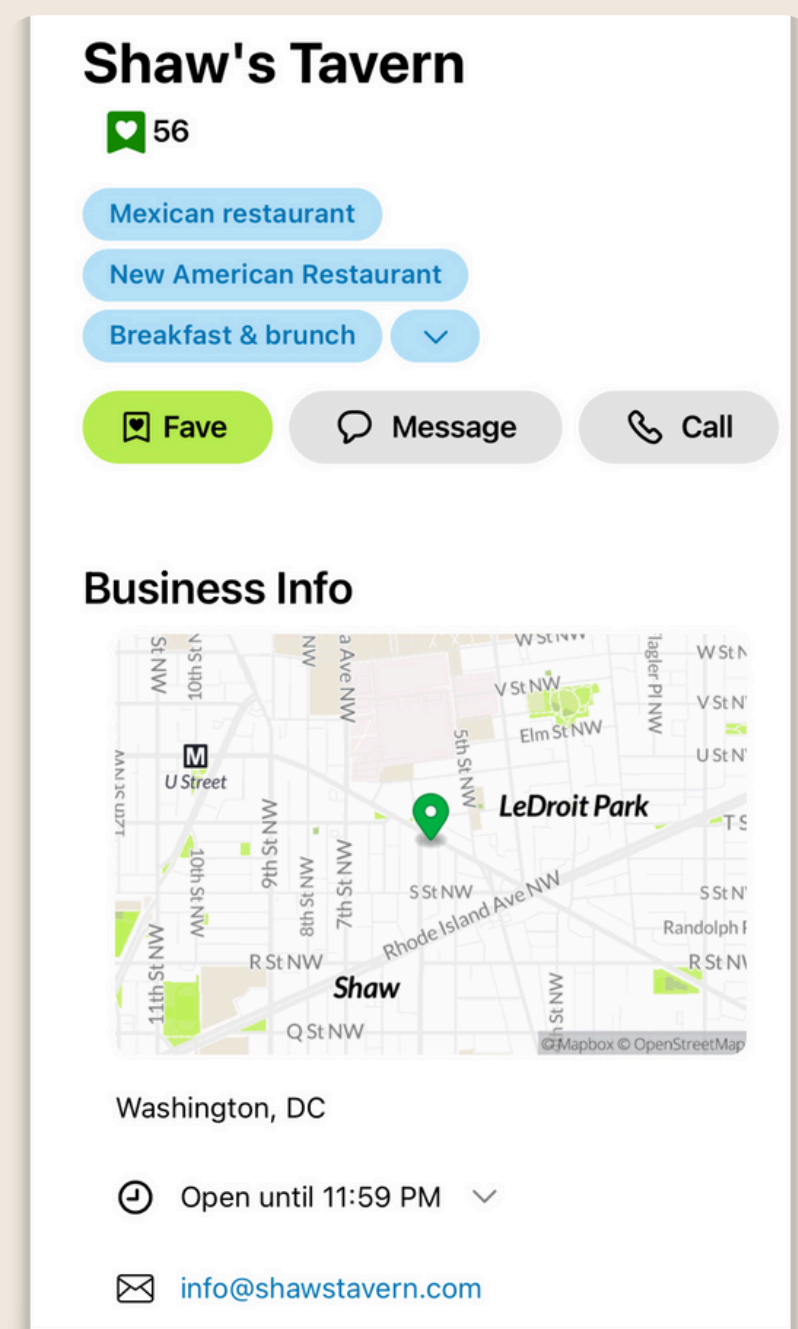 Shaw's Tavern
56
Mexican restaurant
New American Restaurant
Breakfast & brunch
Fave
Message
Call
Business Info
W St NW
NW
a Ave NW
10th St N
W St N
V St NW
V St N
Elm St NW
U St N
M
U Street
5th St NW
LeDroit Park
T S
9th St NW
10th St NW
8th St NW
7th St NW
S St NW
S St N
Rhode Island Ave NW
Randolph
11th St NW
R St NW
R St N
Shaw
Q St NW
h St NW
© Mapbox © OpenStreetMap
Washington, DC
Open until 11:59 PM
info@shawstavern.com